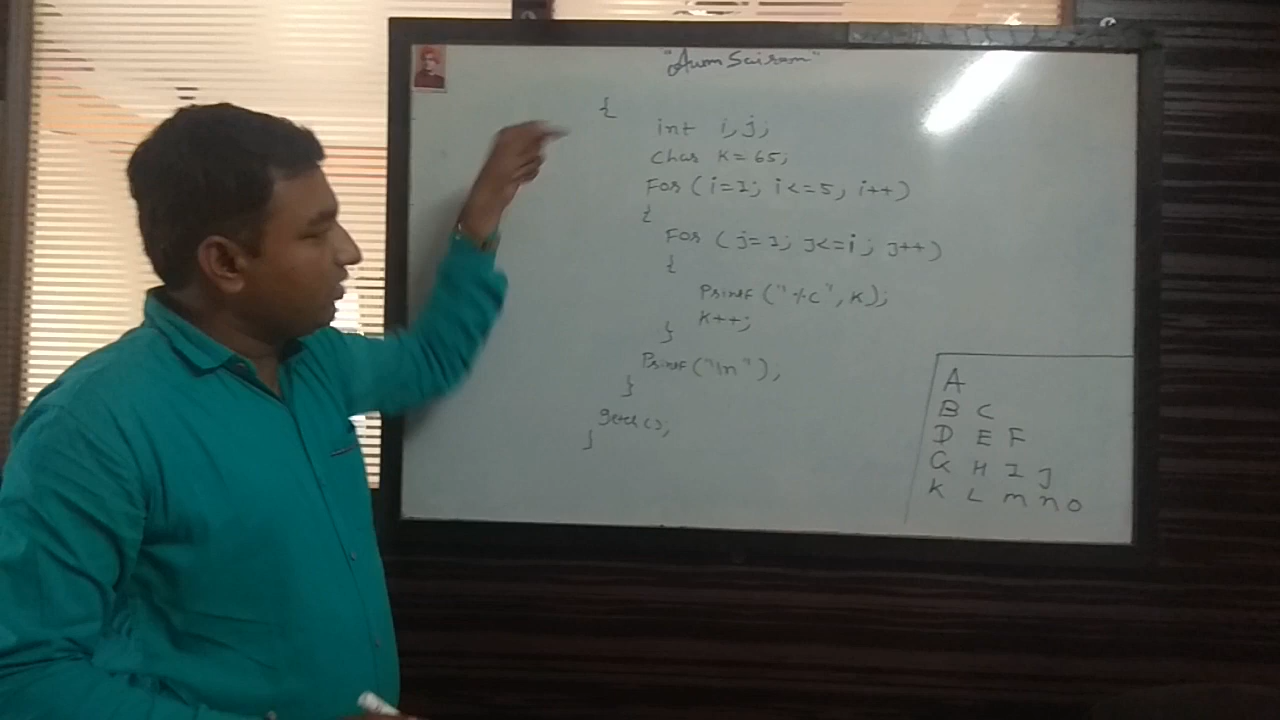 "Aum Sairam"
{
int i, j;
Char K = 65;
For (i=1; i<=5; i++)
{
For (j=1; j<=i; j++)
{
Printf ("%c", K);
K++;
}
Printf ("\n");
}
getch();
}
A
B C
D E F
G H I J
K L m n o